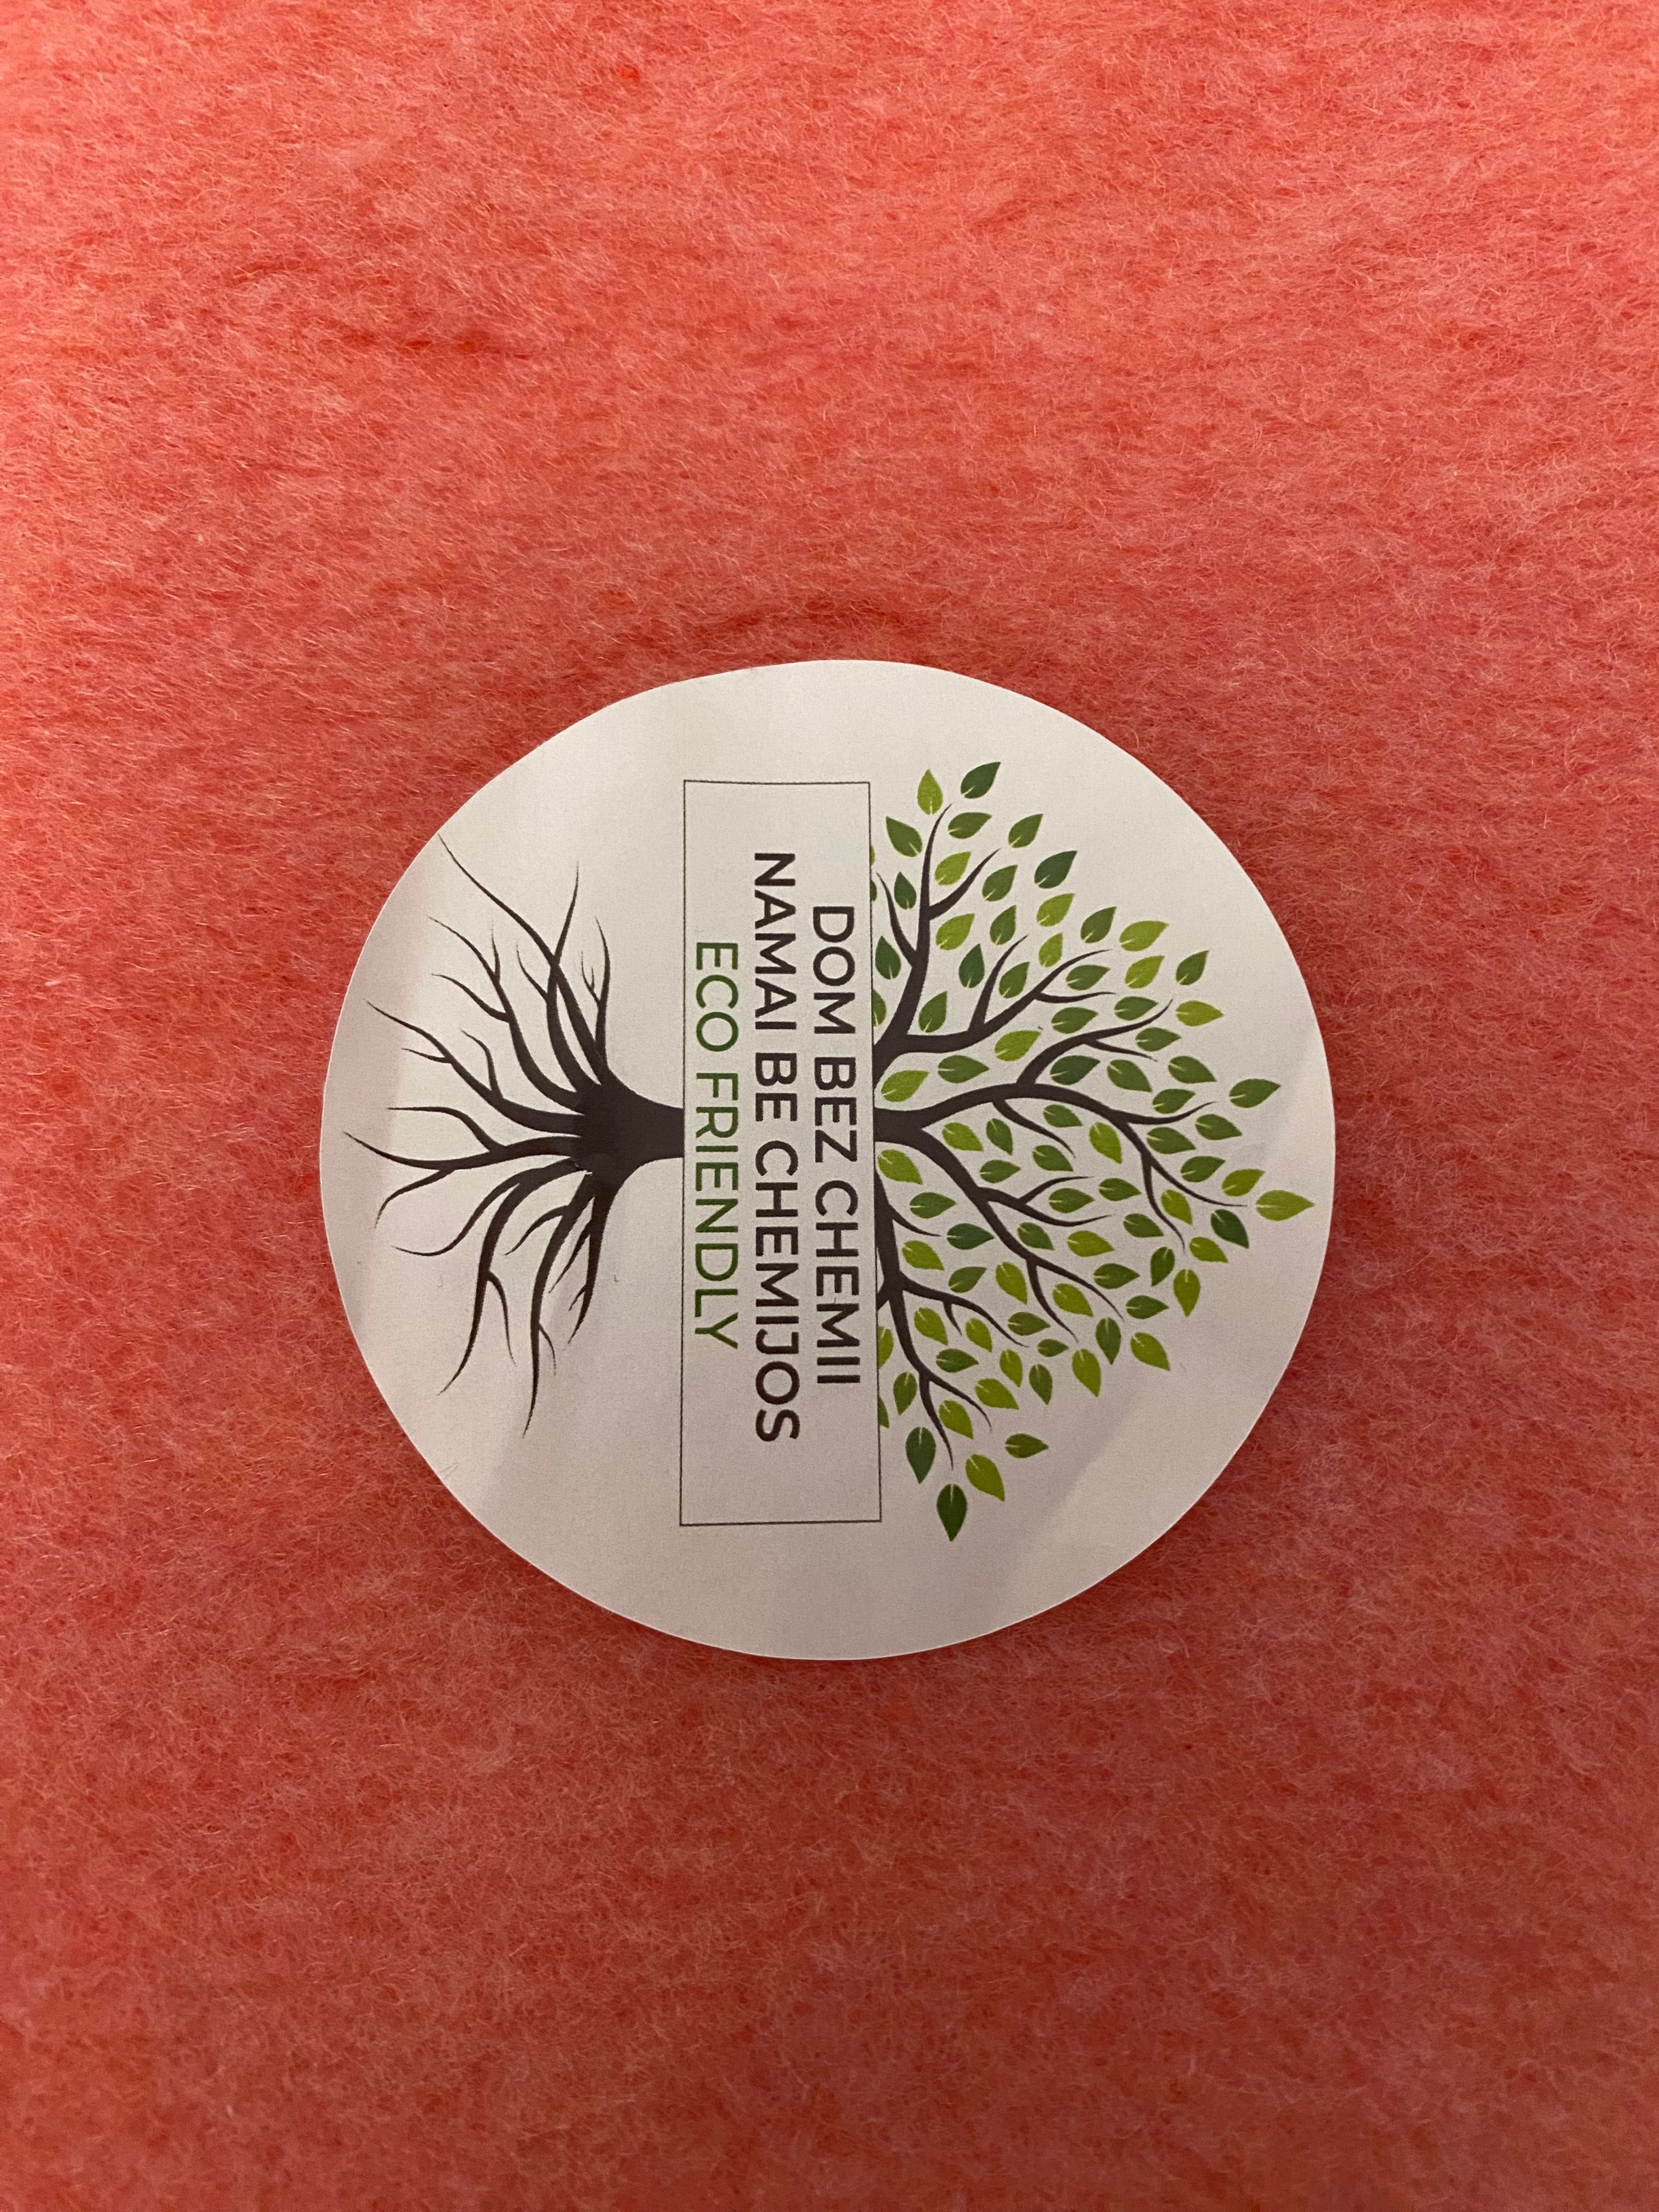 DOM BEZ CHEMII
NAMAI BE CHEMIJOS
ECO FRIENDLY